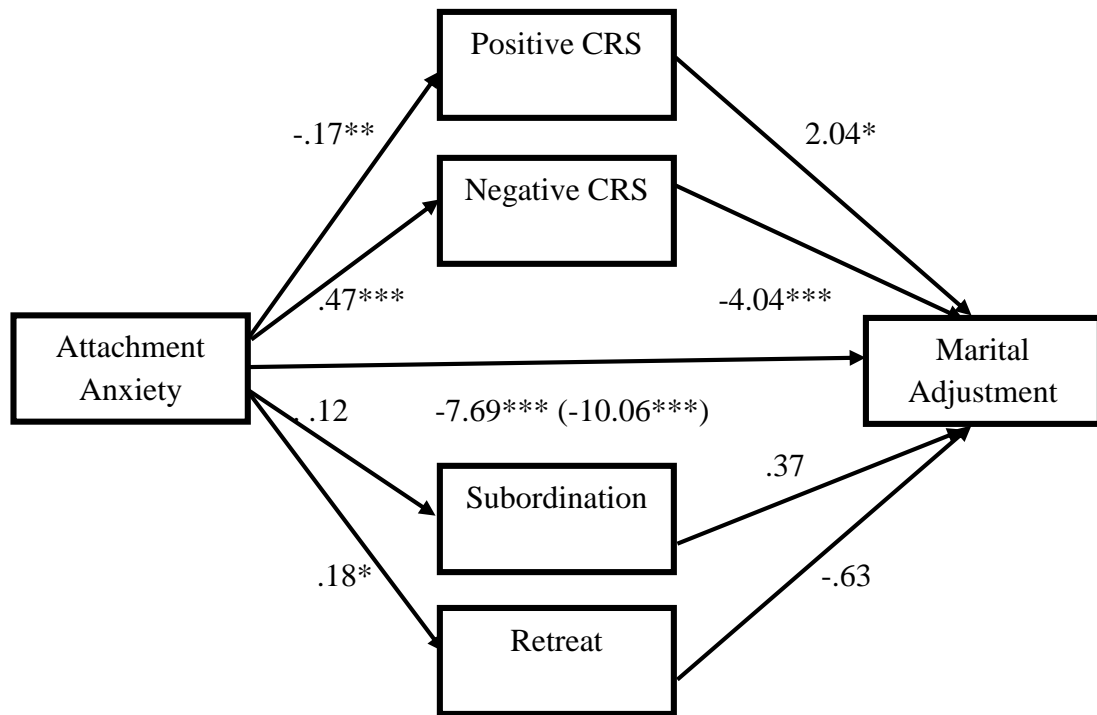 Positive CRS
-.17**
2.04*
Negative CRS
.47***
-4.04***
Attachment
Anxiety
Marital
Adjustment
. .12
-7.69*** (-10.06***)
.37
Subordination
.18*
-.63
Retreat